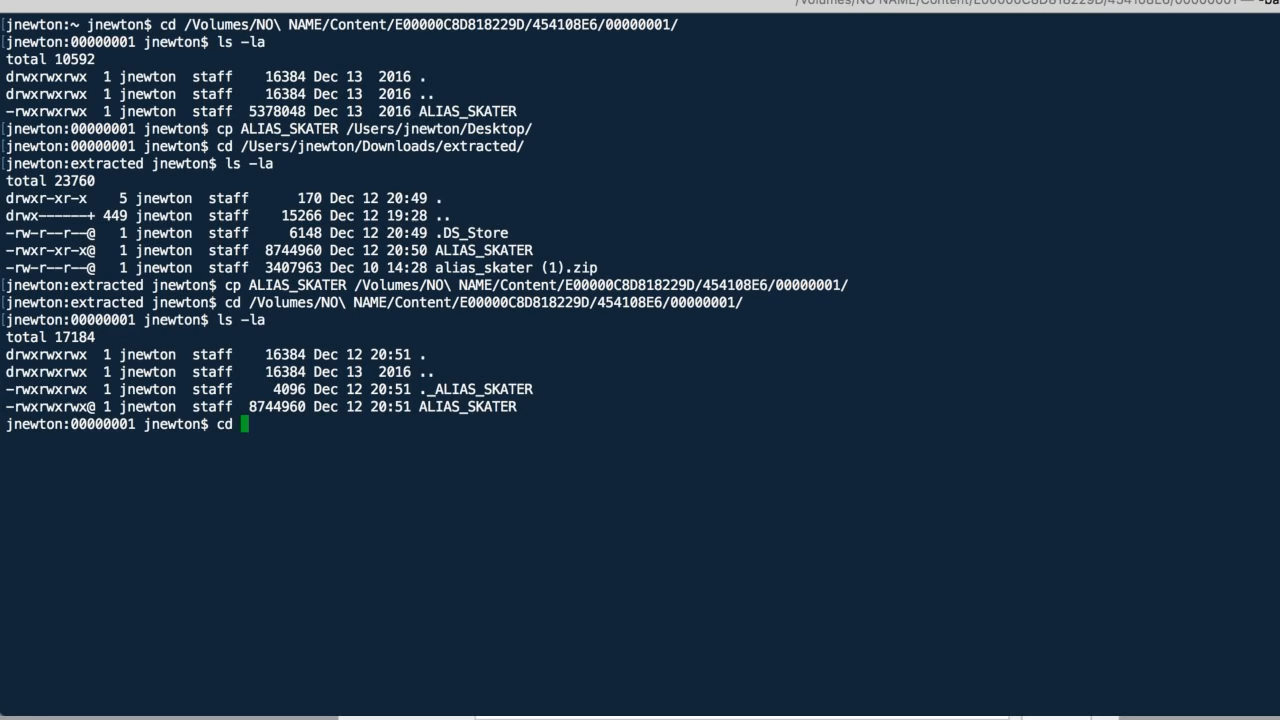 /Volumes/NO NAME/Content/E00000C8D818229D/454108E6/00000001 — -ba
[jnewton:~ jnewton$ cd /Volumes/NO\ NAME/Content/E00000C8D818229D/454108E6/00000001/
[jnewton:00000001 jnewton$ ls -la
total 10592
drwxrwxrwx  1 jnewton  staff    16384 Dec 13  2016 .
drwxrwxrwx  1 jnewton  staff    16384 Dec 13  2016 ..
-rwxrwxrwx  1 jnewton  staff  5378048 Dec 13  2016 ALIAS_SKATER
[jnewton:00000001 jnewton$ cp ALIAS_SKATER /Users/jnewton/Desktop/
[jnewton:00000001 jnewton$ cd /Users/jnewton/Downloads/extracted/
[jnewton:extracted jnewton$ ls -la
total 23760
drwxr-xr-x    5 jnewton  staff      170 Dec 12 20:49 .
drwx------+ 449 jnewton  staff    15266 Dec 12 19:28 ..
-rw-r--r--@   1 jnewton  staff     6148 Dec 12 20:49 .DS_Store
-rwxr-xr-x@   1 jnewton  staff  8744960 Dec 12 20:50 ALIAS_SKATER
-rw-r--r--@   1 jnewton  staff  3407963 Dec 10 14:28 alias_skater (1).zip
[jnewton:extracted jnewton$ cp ALIAS_SKATER /Volumes/NO\ NAME/Content/E00000C8D818229D/454108E6/00000001/
[jnewton:extracted jnewton$ cd /Volumes/NO\ NAME/Content/E00000C8D818229D/454108E6/00000001/
[jnewton:00000001 jnewton$ ls -la
total 17184
drwxrwxrwx  1 jnewton  staff    16384 Dec 12 20:51 .
drwxrwxrwx  1 jnewton  staff    16384 Dec 13  2016 ..
-rwxrwxrwx  1 jnewton  staff     4096 Dec 12 20:51 ._ALIAS_SKATER
-rwxrwxrwx@ 1 jnewton  staff  8744960 Dec 12 20:51 ALIAS_SKATER
jnewton:00000001 jnewton$ cd